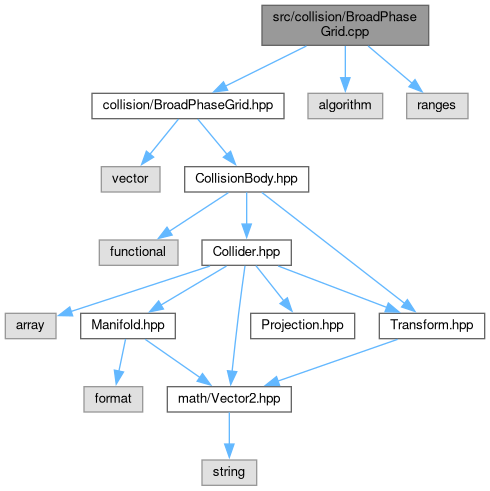 src/collision/BroadPhase
Grid.cpp
collision/BroadPhaseGrid.hpp
algorithm
ranges
vector
CollisionBody.hpp
functional
Collider.hpp
array
Manifold.hpp
Projection.hpp
Transform.hpp
format
math/Vector2.hpp
string